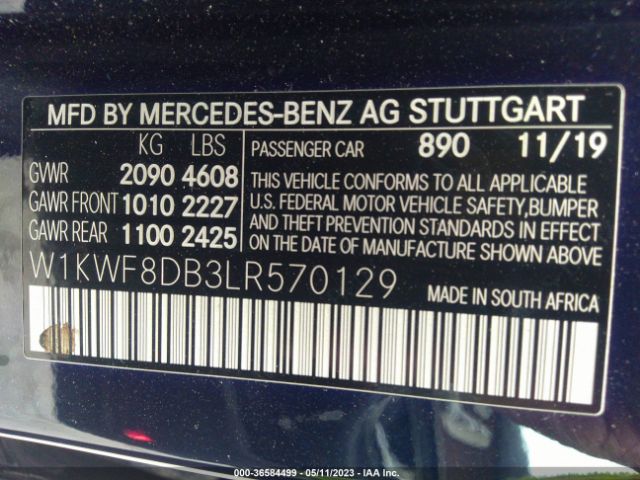 MFD BY MERCEDES-BENZ AG STUTTGART
KG LBS
GVWR 2090 4608
GAWR FRONT 1010 2227
GAWR REAR 1100 2425
PASSENGER CAR 890 11/19
THIS VEHICLE CONFORMS TO ALL APPLICABLE
U.S. FEDERAL MOTOR VEHICLE SAFETY,BUMPER
AND THEFT PREVENTION STANDARDS IN EFFECT
ON THE DATE OF MANUFACTURE SHOWN ABOVE
W1KWF8DB3LR570129
MADE IN SOUTH AFRICA
000-36584499 - 05/11/2023 - IAA Inc.